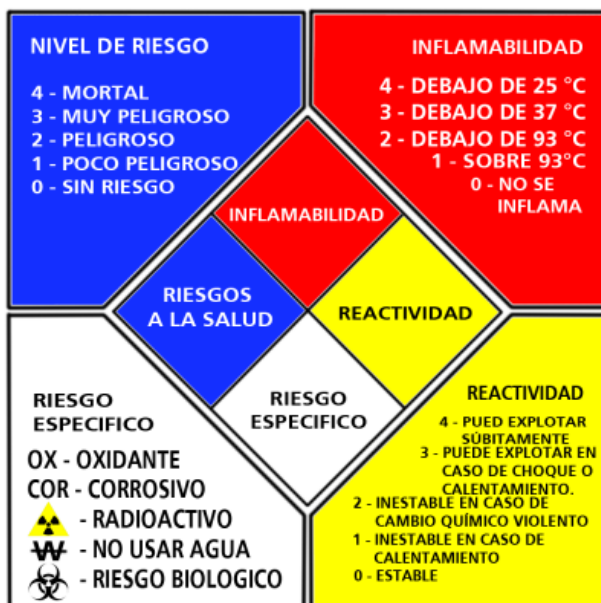 NIVEL DE RIESGO
4 - MORTAL
3 - MUY PELIGROSO
2 - PELIGROSO
1 - POCO PELIGROSO
0 - SIN RIESGO
INFLAMABILIDAD
4 - DEBAJO DE 25 °C
3 - DEBAJO DE 37 °C
2 - DEBAJO DE 93 °C
1 - SOBRE 93°C
0 - NO SE
INFLAMA
INFLAMABILIDAD
RIESGOS
A LA SALUD
REACTIVIDAD
RIESGO
ESPECIFICO
RIESGO
ESPECIFICO
OX - OXIDANTE
COR - CORROSIVO
- RADIOACTIVO
W - NO USAR AGUA
- RIESGO BIOLOGICO
REACTIVIDAD
4 - PUED EXPLOTAR
SÚBITAMENTE
3 - PUEDE EXPLOTAR EN
CASO DE CHOQUE O
CALENTAMIENTO.
2 - INESTABLE EN CASO DE
CAMBIO QUÍMICO VIOLENTO
1 - INESTABLE EN CASO DE
CALENTAMIENTO
0 - ESTABLE